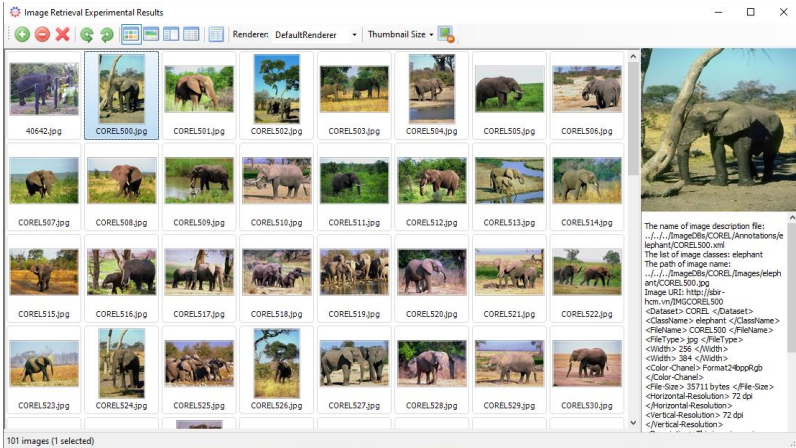 Image Retrieval Experimental Results
Renderer: DefaultRenderer Thumbnail Size
40642.jpg COREL500.jpg COREL501.jpg COREL502.jpg COREL503.jpg COREL504.jpg COREL505.jpg COREL506.jpg
COREL507.jpg COREL508.jpg COREL509.jpg COREL510.jpg COREL511.jpg COREL512.jpg COREL513.jpg COREL514.jpg
COREL515.jpg COREL516.jpg COREL517.jpg COREL518.jpg COREL519.jpg COREL520.jpg COREL521.jpg COREL522.jpg
COREL523.jpg COREL524.jpg COREL525.jpg COREL526.jpg COREL527.jpg COREL528.jpg COREL529.jpg COREL530.jpg
The name of image description file:
../../../ImageDBs/COREL/Annotations/e
lephant/COREL500.xml
The list of image classes: elephant
The path of image name:
../../../ImageDBs/COREL/Images/eleph
ant/COREL500.jpg
Image URI: http://sbir-
hcm.vn/IMGCOREL500
<Dataset> COREL </Dataset>
<ClassName> elephant </ClassName>
<FileName> COREL500 </FileName>
<FileType> jpg </FileType>
<Width> 256 </Width>
<Width> 384 </Width>
<Color-Chanel> Format24bppRgb
</Color-Chanel>
<File-Size> 35711 bytes </File-Size>
<Horizontal-Resolution> 72 dpi
</Horizontal-Resolution>
<Vertical-Resolution> 72 dpi
</Vertical-Resolution>
101 images (1 selected)